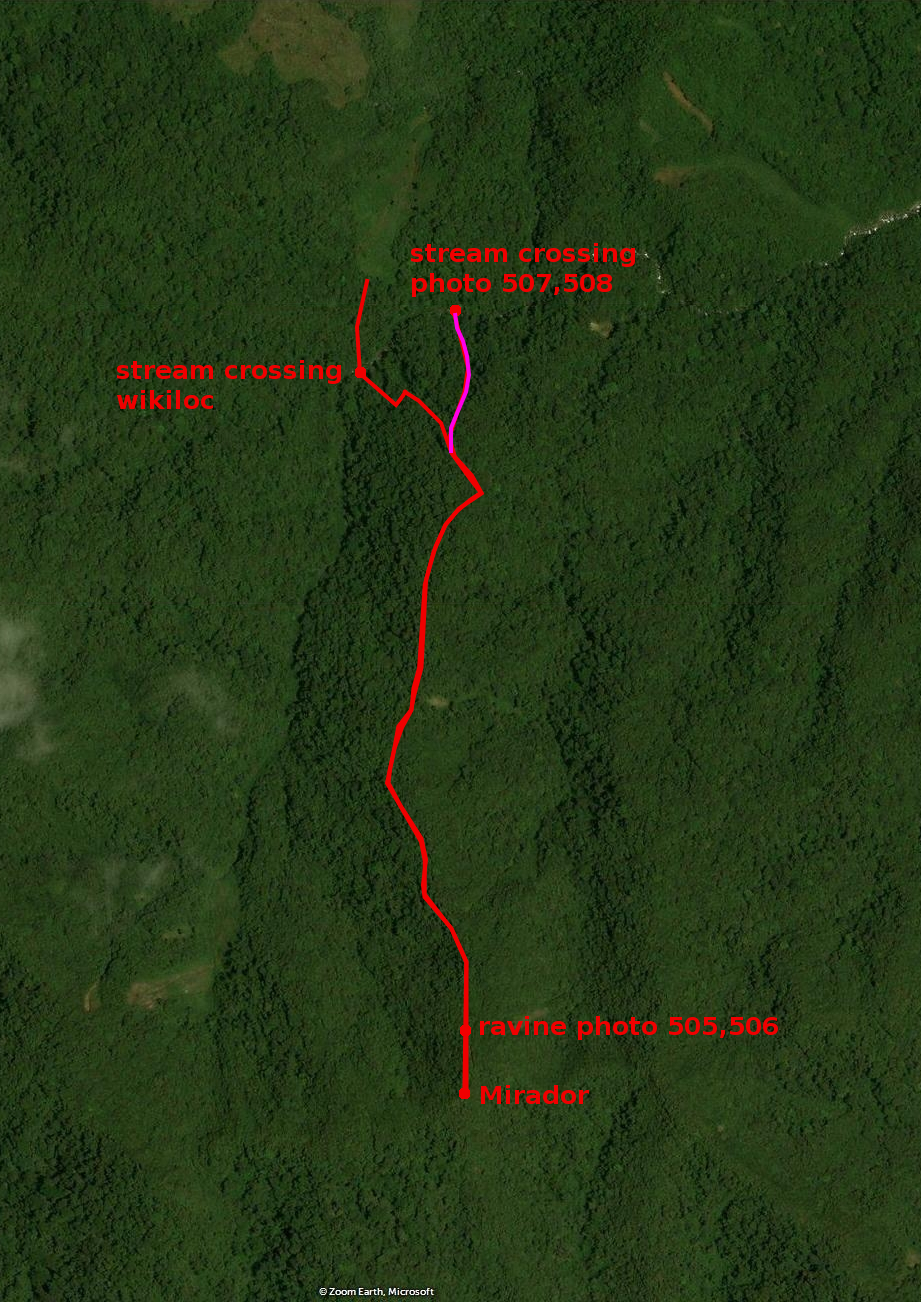 stream crossing
photo 507,508
stream crossing
wikiloc
ravine photo 505,506
Mirador
© Zoom Earth, Microsoft